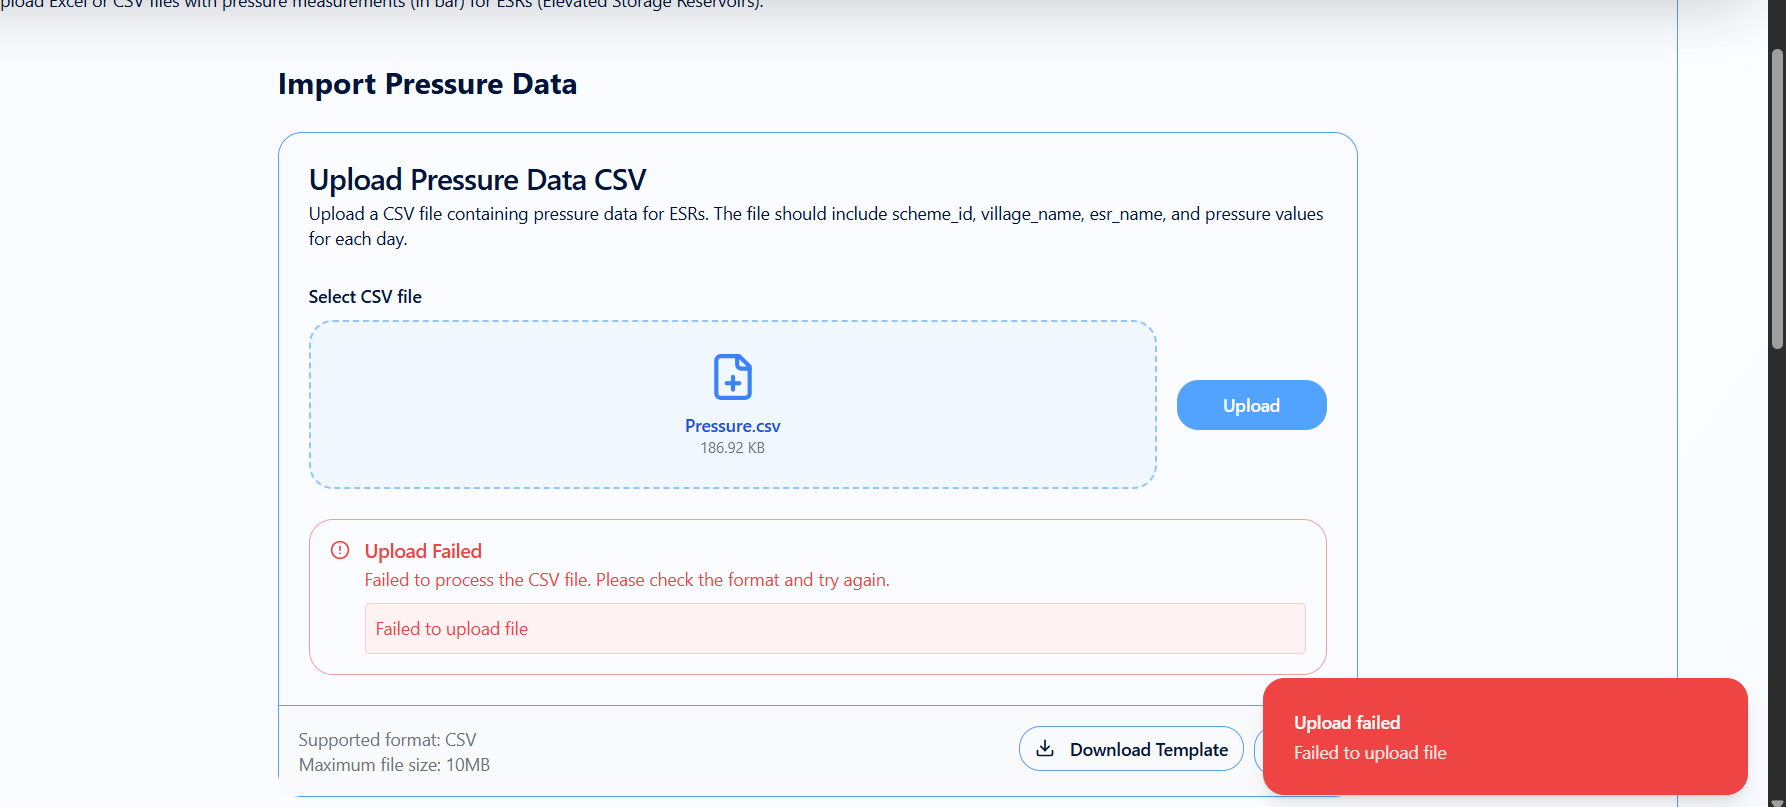 pload Excel or CSV files with pressure measurements (in bar) for ESRs (Elevated Storage Reservoirs).
Import Pressure Data
Upload Pressure Data CSV
Upload a CSV file containing pressure data for ESRs. The file should include scheme_id, village_name, esr_name, and pressure values
for each day.
Select CSV file
Pressure.csv
186.92 KB
Upload
Upload Failed
Failed to process the CSV file. Please check the format and try again.
Failed to upload file
Supported format: CSV
Maximum file size: 10MB
Download Template
Upload failed
Failed to upload file